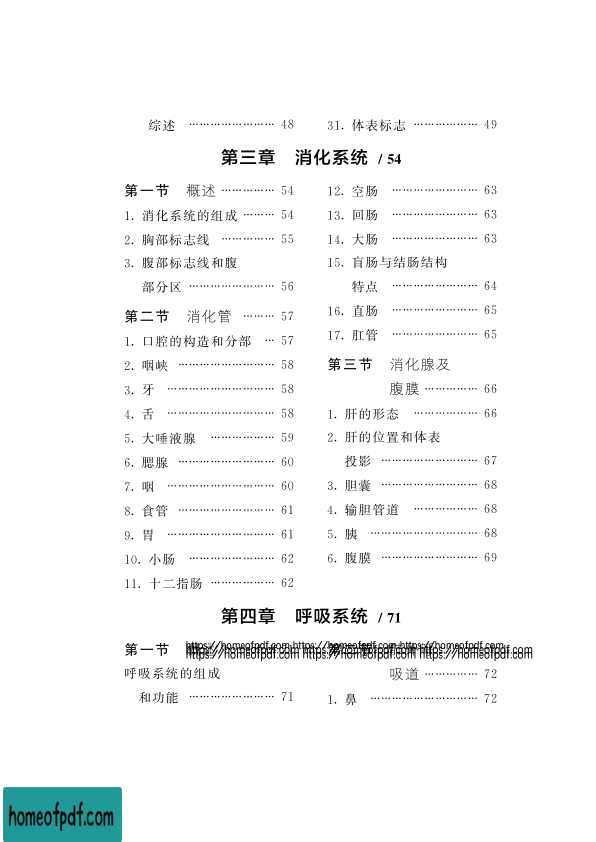 综述 …………………… 48
31. 体表标志 ……………… 49
第三章 消化系统 / 54
第一节 概述 …………… 54
1. 消化系统的组成 ……… 54
2. 胸部标志线 …………… 55
3. 腹部标志线和腹
部分区 …………………… 56
第二节 消化管 ……… 57
1. 口腔的构造和分部 … 57
2. 咽峡 ……………………… 58
3. 牙 ………………………… 58
4. 舌 ………………………… 58
5. 大唾液腺 ……………… 59
6. 腮腺 ……………………… 60
7. 咽 ………………………… 60
8. 食管 ……………………… 61
9. 胃 ………………………… 61
10. 小肠 …………………… 62
11. 十二指肠 ……………… 62
12. 空肠 …………………… 63
13. 回肠 …………………… 63
14. 大肠 …………………… 63
15. 盲肠与结肠结构
特点 …………………… 64
16. 直肠 …………………… 65
17. 肛管 …………………… 65
第三节 消化腺及
腹膜 …………… 66
1. 肝的形态 ……………… 66
2. 肝的位置和体表
投影 ……………………… 67
3. 胆囊 ……………………… 68
4. 输胆管道 ……………… 68
5. 胰 ………………………… 68
6. 腹膜 ……………………… 69
第四章 呼吸系统 / 71
第一节
https://homeofpdf.com https://homeofpdf.com https://homeofpdf.com
https://homeofpdf.com https://homeofpdf.com https://homeofpdf.com
呼吸系统的组成
和功能 …………………… 71
吸道 …………… 72
1. 鼻 ………………………… 72
homeofpdf.com